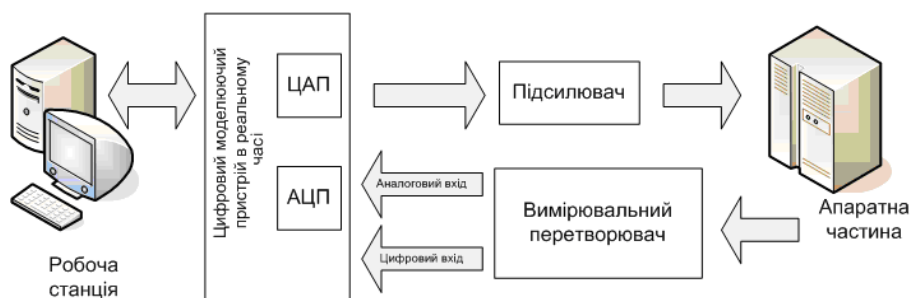 Робоча
станція
Цифровий моделюючий
пристрій в реальному
часі
ЦАП
АЦП
Підсилювач
Аналоговий вхід
Цифровий вхід
Вимірювальний
перетворювач
Апаратна
частина